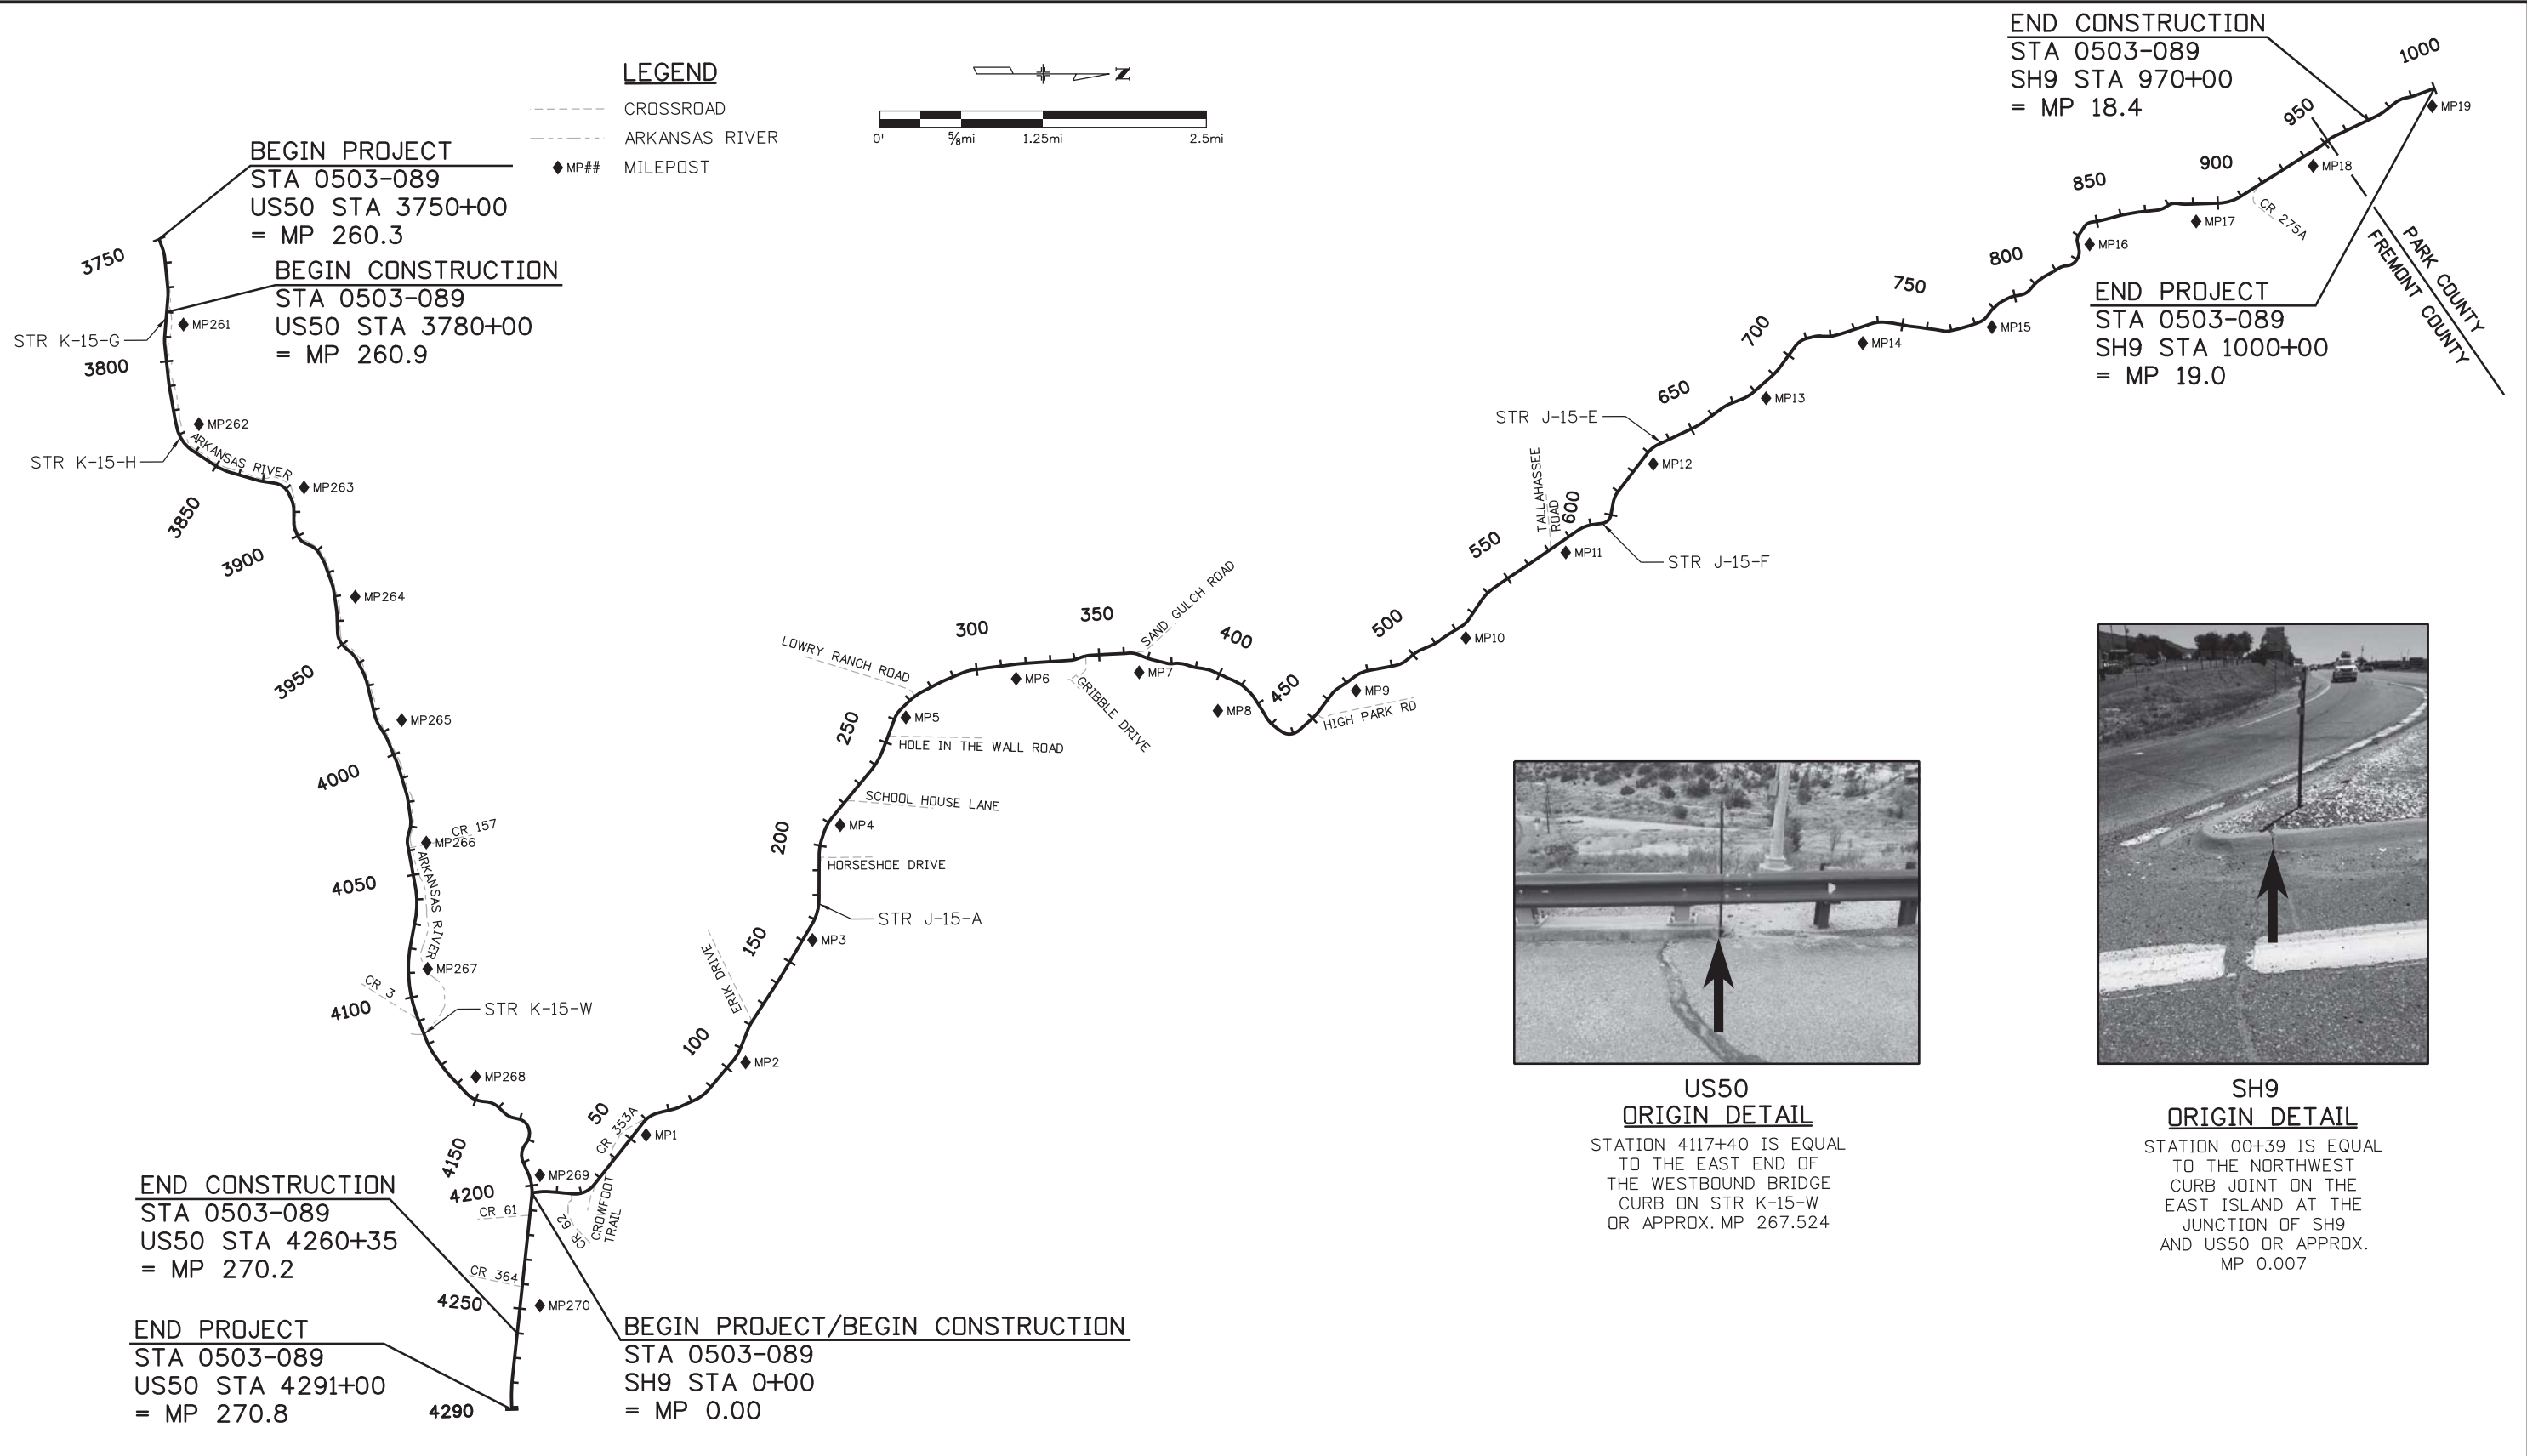 LEGEND
CROSSROAD
ARKANSAS RIVER
MP## MILEPOST
N
0' ⅝mi 1.25mi 2.5mi
BEGIN PROJECT
STA 0503-089
US50 STA 3750+00
= MP 260.3
BEGIN CONSTRUCTION
STA 0503-089
US50 STA 3780+00
= MP 260.9
3750
STR K-15-G
MP261
3800
MP262
STR K-15-H
ARKANSAS RIVER
MP263
3850
3900
MP264
3950
MP265
4000
CR 157
MP266
4050
ARKANSAS RIVER
MP267
CR 3
4100
STR K-15-W
MP268
4150
MP269
4200
CR 61
CR 364
4250
MP270
4290
END CONSTRUCTION
STA 0503-089
US50 STA 4260+35
= MP 270.2
END PROJECT
STA 0503-089
US50 STA 4291+00
= MP 270.8
BEGIN PROJECT/BEGIN CONSTRUCTION
STA 0503-089
SH9 STA 0+00
= MP 0.00
CR 62
CROWFOOT
TRAIL
CR 353A
50
MP1
100
MP2
ERIK DRIVE
150
MP3
STR J-15-A
HORSESHOE DRIVE
200
MP4
SCHOOL HOUSE LANE
HOLE IN THE WALL ROAD
250
MP5
LOWRY RANCH ROAD
300
MP6
350
GRIBBLE DRIVE
SAND GULCH ROAD
MP7
400
MP8
450
HIGH PARK RD
MP9
500
MP10
550
TALLAHASSEE
ROAD
MP11
600
STR J-15-F
STR J-15-E
MP12
650
MP13
700
MP14
750
MP15
800
MP16
850
MP17
900
CR 275A
MP18
950
1000
MP19
PARK COUNTY
FREMONT COUNTY
END CONSTRUCTION
STA 0503-089
SH9 STA 970+00
= MP 18.4
END PROJECT
STA 0503-089
SH9 STA 1000+00
= MP 19.0
US50
ORIGIN DETAIL
STATION 4117+40 IS EQUAL
TO THE EAST END OF
THE WESTBOUND BRIDGE
CURB ON STR K-15-W
OR APPROX. MP 267.524
SH9
ORIGIN DETAIL
STATION 00+39 IS EQUAL
TO THE NORTHWEST
CURB JOINT ON THE
EAST ISLAND AT THE
JUNCTION OF SH9
AND US50 OR APPROX.
MP 0.007